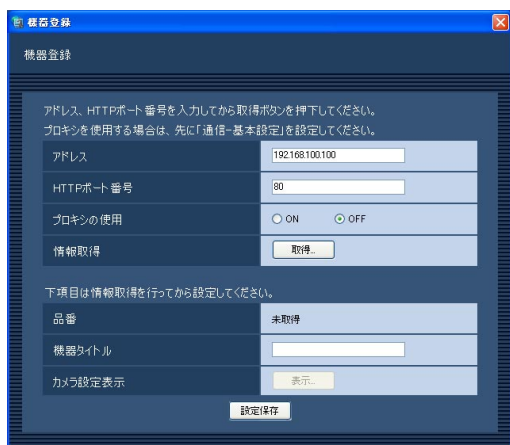 機器登録
機器登録
アドレス、HTTPポート番号を入力してから取得ボタンを押下してください。
プロキシを使用する場合は、先に「通信-基本設定」を設定してください。
アドレス 192.168.100.100
HTTPポート番号 80
プロキシの使用 ON OFF
情報取得 取得...
下項目は情報取得を行ってから設定してください。
品番 未取得
機器タイトル
カメラ設定表示 表示...
設定保存